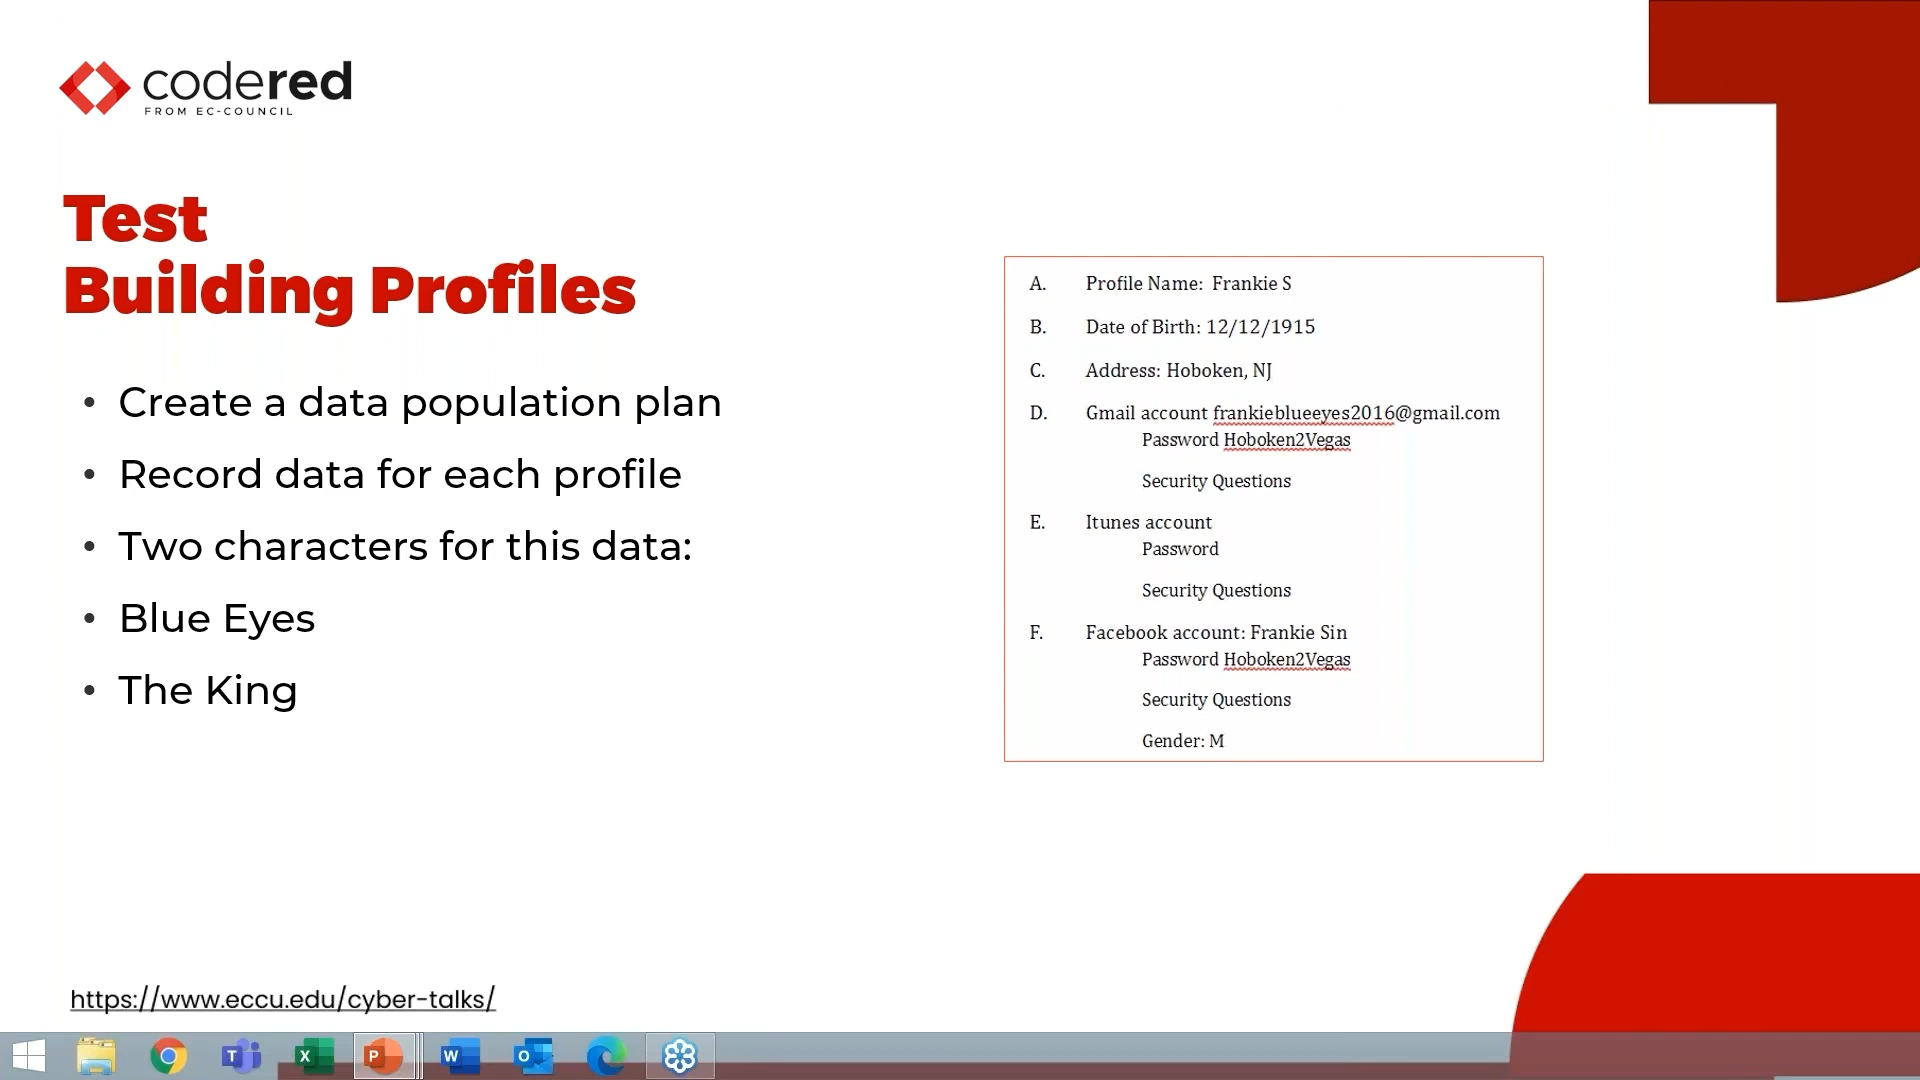 codered
FROM EC-COUNCIL
Test
Building Profiles
• Create a data population plan
• Record data for each profile
• Two characters for this data:
• Blue Eyes
• The King
A. Profile Name: Frankie S
B. Date of Birth: 12/12/1915
C. Address: Hoboken, NJ
D. Gmail account frankieblueeyes2016@gmail.com
Password Hoboken2Vegas
Security Questions
E. Itunes account
Password
Security Questions
F. Facebook account: Frankie Sin
Password Hoboken2Vegas
Security Questions
Gender: M
https://www.eccu.edu/cyber-talks/
T X P W O